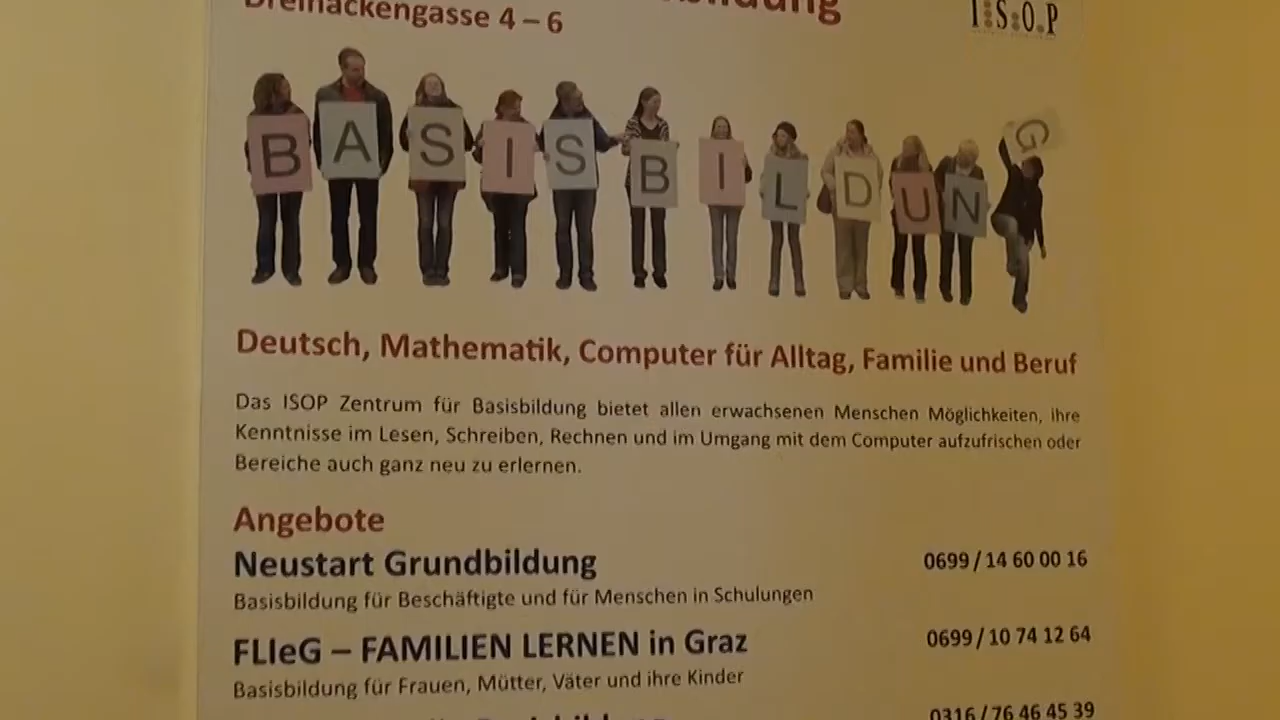 Dreihackengasse 4 – 6
I:S:O.P
BASISBILDUNG
Deutsch, Mathematik, Computer für Alltag, Familie und Beruf
Das ISOP Zentrum für Basisbildung bietet allen erwachsenen Menschen Möglichkeiten, ihre
Kenntnisse im Lesen, Schreiben, Rechnen und im Umgang mit dem Computer aufzufrischen oder
Bereiche auch ganz neu zu erlernen.
Angebote
Neustart Grundbildung 0699 / 14 60 00 16
Basisbildung für Beschäftigte und für Menschen in Schulungen
FLIeG – FAMILIEN LERNEN in Graz 0699 / 10 74 12 64
Basisbildung für Frauen, Mütter, Väter und ihre Kinder
0316 / 76 46 45 39